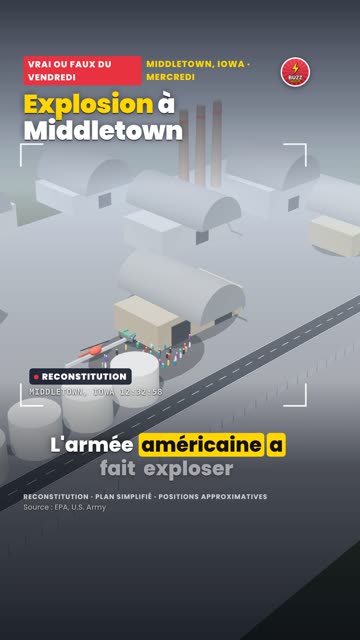 VRAI OU FAUX DU
VENDREDI
MIDDLETOWN, IOWA ·
MERCREDI
BUZZ
Explosion à
Middletown
RECONSTITUTION
MIDDLETOWN, IOWA 12:32:58
L'armée américaine a
fait exploser
RECONSTITUTION · PLAN SIMPLIFIÉ · POSITIONS APPROXIMATIVES
Source : EPA, U.S. Army